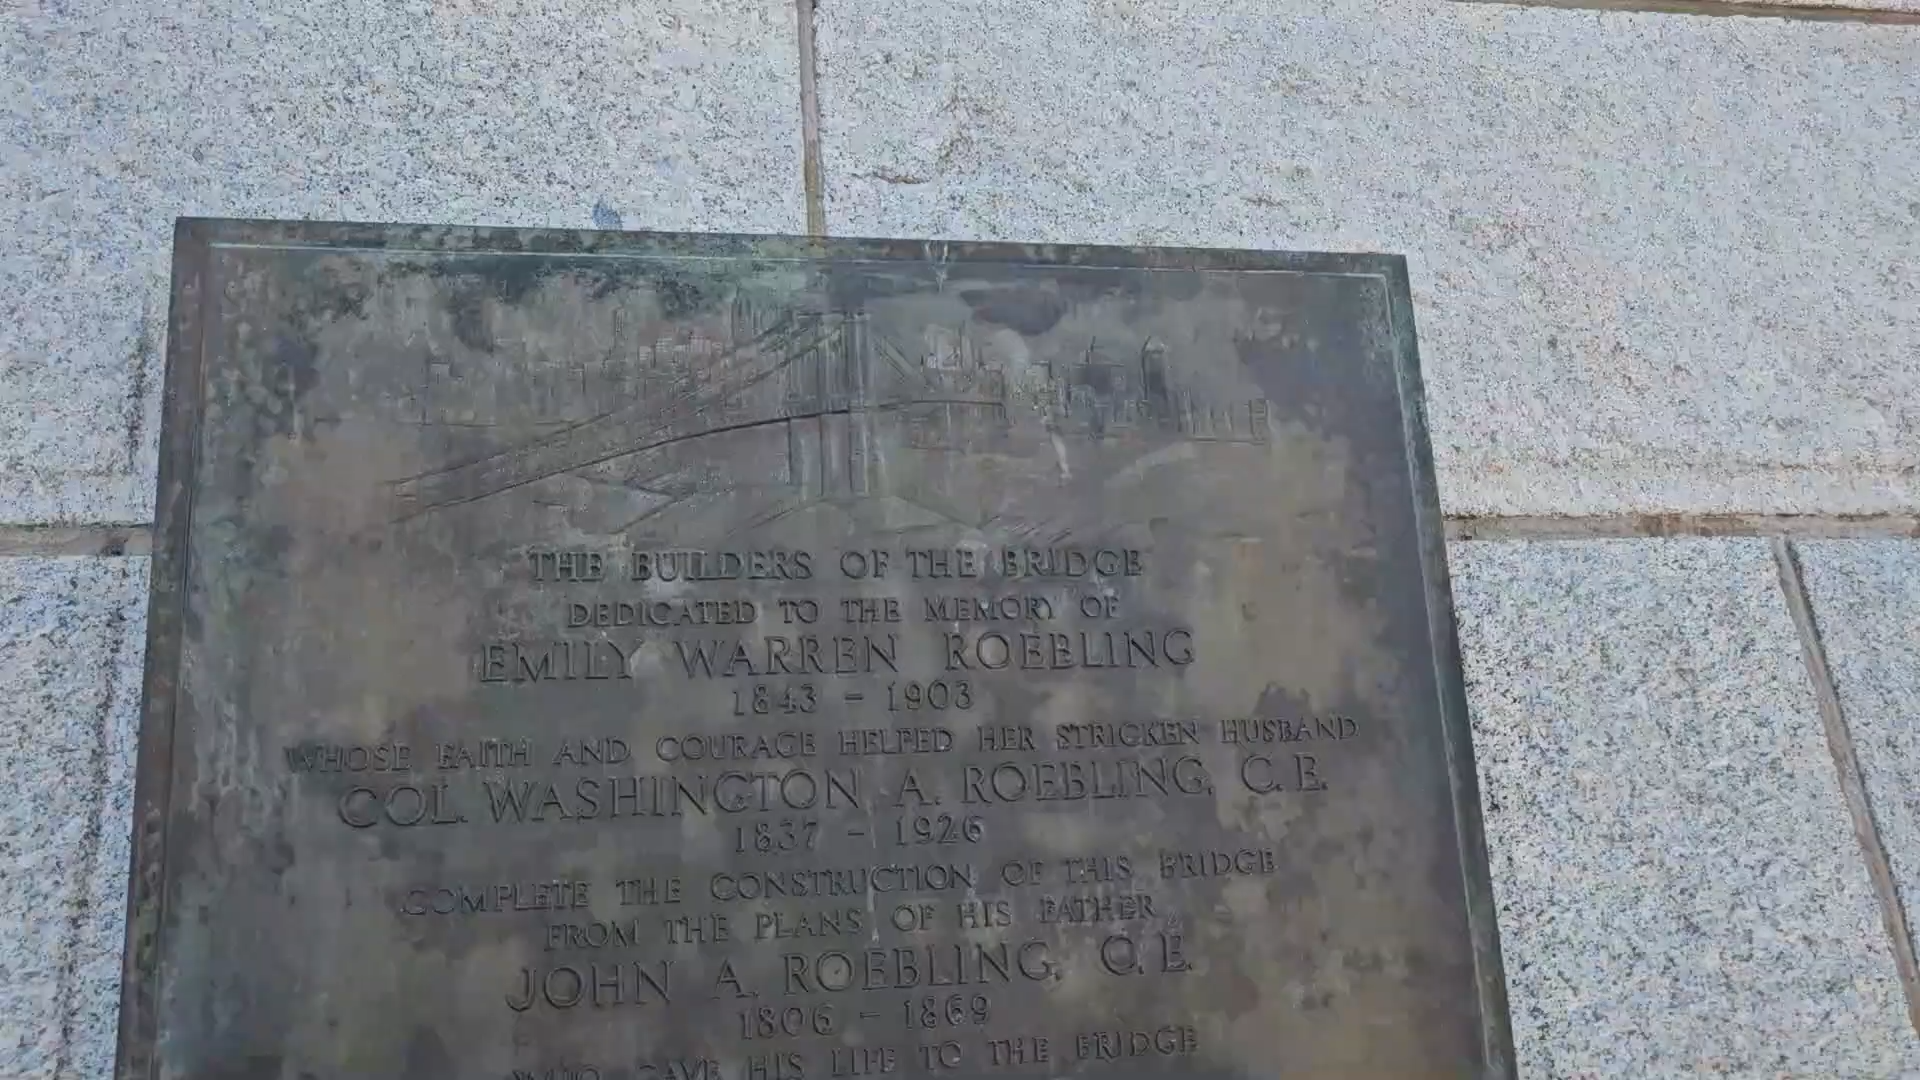 THE BUILDERS OF THE BRIDGE
DEDICATED TO THE MEMORY OF
EMILY WARREN ROEBLING
1843 - 1903
WHOSE FAITH AND COURAGE HELPED HER STRICKEN HUSBAND
COL. WASHINGTON A. ROEBLING, C.E.
1837 - 1926
COMPLETE THE CONSTRUCTION OF THIS BRIDGE
FROM THE PLANS OF HIS FATHER
JOHN A. ROEBLING, C.E.
1806 - 1869
WHO GAVE HIS LIFE TO THE BRIDGE